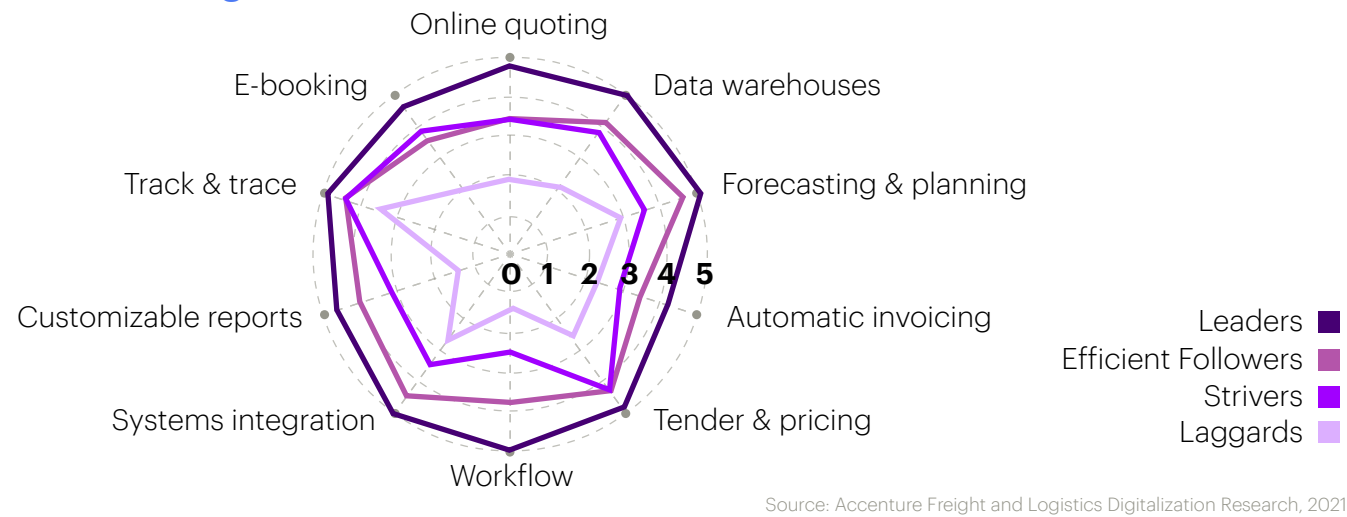 Online quoting
E-booking
Data warehouses
Track & trace
Forecasting & planning
0 1 2 3 4 5
Customizable reports
Automatic invoicing
Systems integration
Tender & pricing
Workflow
Leaders
Efficient Followers
Strivers
Laggards
Source: Accenture Freight and Logistics Digitalization Research, 2021